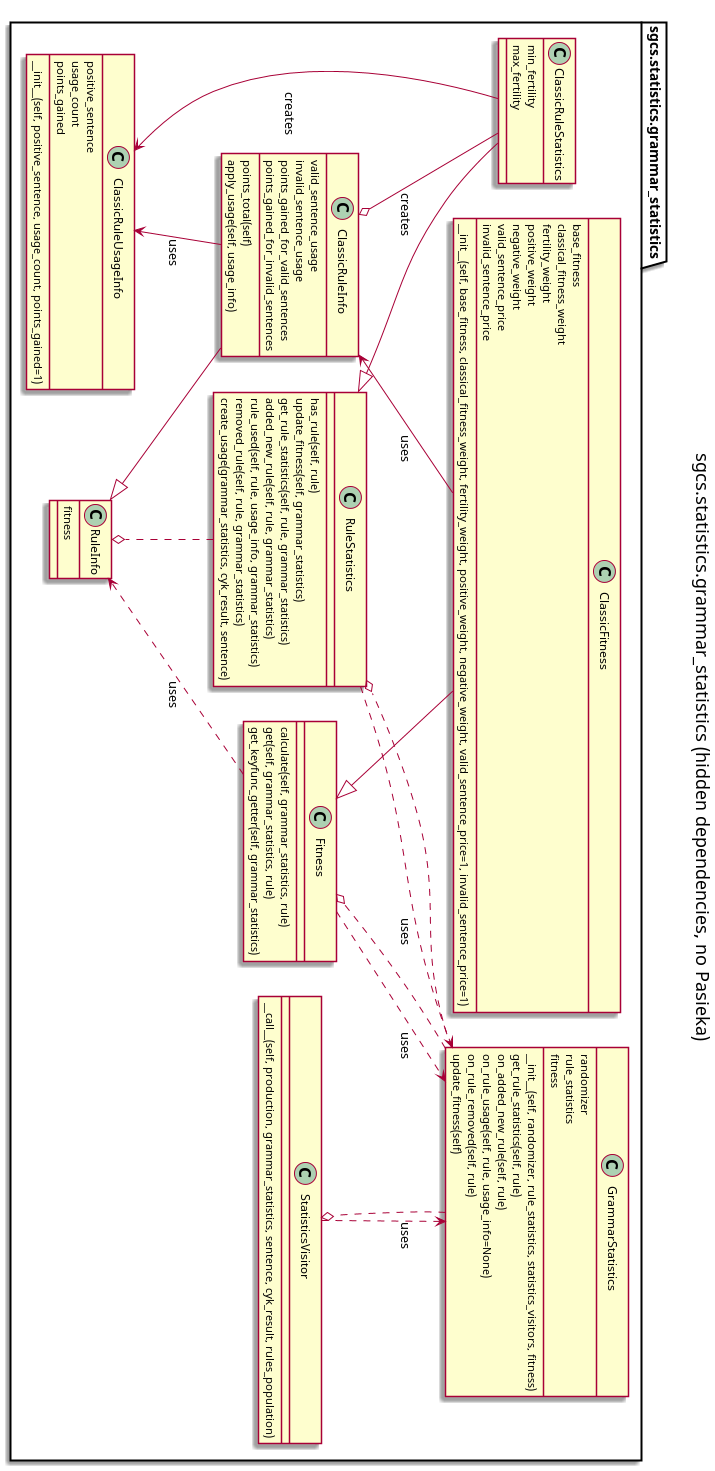 sgcs.statistics.grammar_statistics (hidden dependencies, no Pasieka)
sgcs.statistics.grammar_statistics
C ClassicRuleStatistics
min_fertility
max_fertility
C ClassicFitness
base_fitness
classical_fitness_weight
fertility_weight
positive_weight
negative_weight
valid_sentence_price
invalid_sentence_price
__init__(self, base_fitness, classical_fitness_weight, fertility_weight, positive_weight, negative_weight, valid_sentence_price=1, invalid_sentence_price=1)
C GrammarStatistics
randomizer
rule_statistics
fitness
__init__(self, randomizer, rule_statistics, statistics_visitors, fitness)
get_rule_statistics(self, rule)
on_added_new_rule(self, rule)
on_rule_usage(self, rule, usage_info=None)
on_rule_removed(self, rule)
update_fitness(self)
creates
uses
uses
uses
uses
creates
C ClassicRuleInfo
valid_sentence_usage
invalid_sentence_usage
points_gained_for_valid_sentences
points_gained_for_invalid_sentences
points_total(self)
apply_usage(self, usage_info)
C RuleStatistics
has_rule(self, rule)
update_fitness(self, grammar_statistics)
get_rule_statistics(self, rule, grammar_statistics)
added_new_rule(self, rule, grammar_statistics)
rule_used(self, rule, usage_info, grammar_statistics)
removed_rule(self, rule, grammar_statistics)
create_usage(grammar_statistics, cyk_result, sentence)
C Fitness
calculate(self, grammar_statistics, rule)
get(self, grammar_statistics, rule)
get_keyfunc_getter(self, grammar_statistics)
C StatisticsVisitor
__call__(self, production, grammar_statistics, sentence, cyk_result, rules_population)
uses
uses
C ClassicRuleUsageInfo
positive_sentence
usage_count
points_gained
__init__(self, positive_sentence, usage_count, points_gained=1)
C RuleInfo
fitness